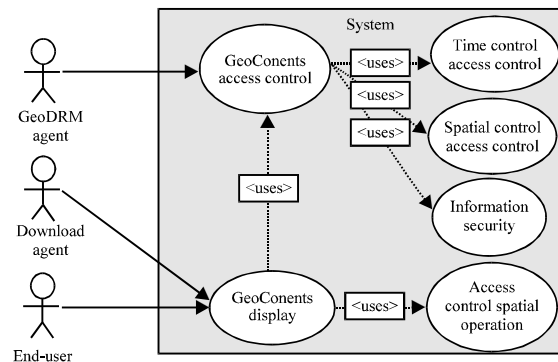 System
GeoConents
access control
<uses>
Time control
access control
<uses>
GeoDRM
agent
<uses>
Spatial control
access control
<uses>
Information
security
Download
agent
GeoConents
display
<uses>
Access
control spatial
operation
End-user